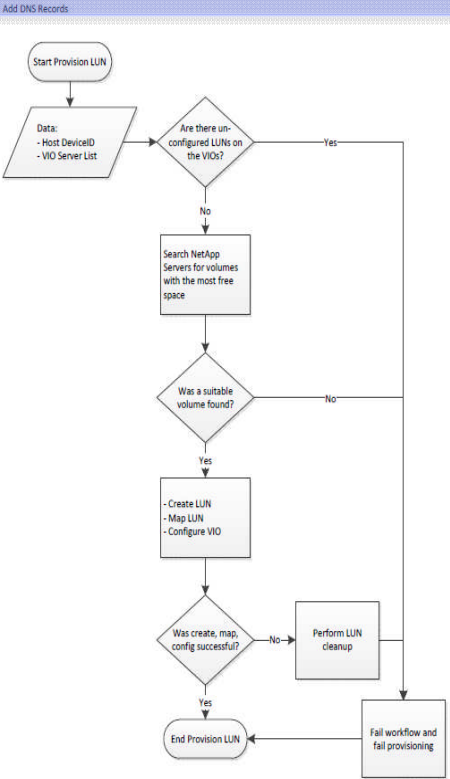 Add DNS Records
Start Provision LUN
Data:
- Host DeviceID
- VIO Server List
Are there un-
configured LUNs on
the VIOs?
Yes
No
Search NetApp
Servers for volumes
with the most free
space
Was a suitable
volume found?
No
Yes
- Create LUN
- Map LUN
- Configure VIO
Was create, map,
config successful?
No
Perform LUN
cleanup
Yes
End Provision LUN
Fail workflow and
fail provisioning